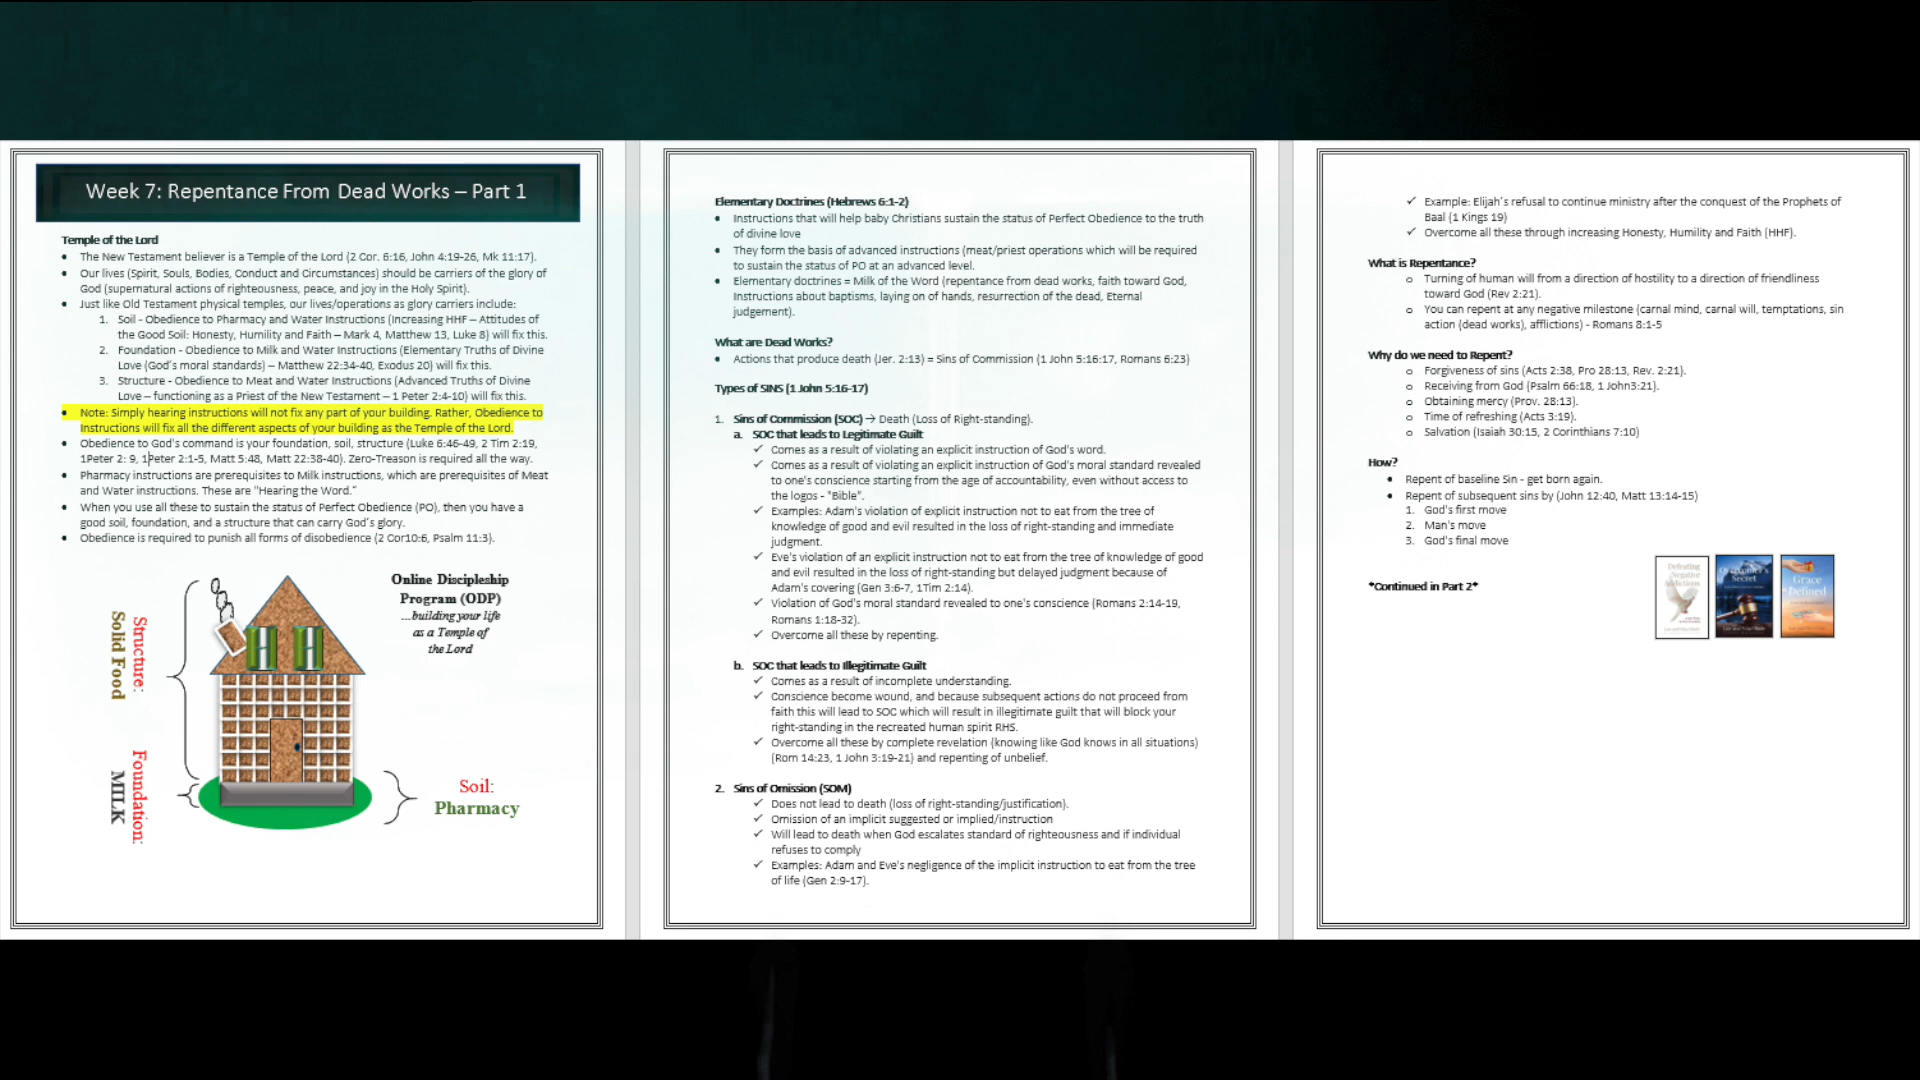 Week 7: Repentance From Dead Works – Part 1
Temple of the Lord
• The New Testament believer is a Temple of the Lord (2 Cor. 6:16, John 4:19-26, Mk 11:17).
• Our lives (Spirit, Souls, Bodies, Conduct and Circumstances) should be carriers of the glory of
God (supernatural actions of righteousness, peace, and joy in the Holy Spirit).
• Just like Old Testament physical temples, our lives/operations as glory carriers include:
1. Soil - Obedience to Pharmacy and Water Instructions (Increasing HHF – Attitudes of
the Good Soil: Honesty, Humility and Faith – Mark 4, Matthew 13, Luke 8) will fix this.
2. Foundation - Obedience to Milk and Water Instructions (Elementary Truths of Divine
Love (God's moral standards) – Matthew 22:34-40, Exodus 20) will fix this.
3. Structure - Obedience to Meat and Water Instructions (Advanced Truths of Divine
Love – functioning as a Priest of the New Testament – 1 Peter 2:4-10) will fix this.
• Note: Simply hearing instructions will not fix any part of your building. Rather, Obedience to
Instructions will fix all the different aspects of your building as the Temple of the Lord.
• Obedience to God's command is your foundation, soil, structure (Luke 6:46-49, 2 Tim 2:19,
1Peter 2: 9, 1Peter 2:1-5, Matt 5:48, Matt 22:38-40). Zero-Treason is required all the way.
• Pharmacy instructions are prerequisites to Milk instructions, which are prerequisites of Meat
and Water instructions. These are "Hearing the Word."
• When you use all these to sustain the status of Perfect Obedience (PO), then you have a
good soil, foundation, and a structure that can carry God's glory.
• Obedience is required to punish all forms of disobedience (2 Cor10:6, Psalm 11:3).
Online Discipleship
Program (ODP)
...building your life
as a Temple of
the Lord
Structure:
Solid Food
Foundation:
MILK
Soil:
Pharmacy
Elementary Doctrines (Hebrews 6:1-2)
• Instructions that will help baby Christians sustain the status of Perfect Obedience to the truth
of divine love
• They form the basis of advanced instructions (meat/priest operations which will be required
to sustain the status of PO at an advanced level.
• Elementary doctrines = Milk of the Word (repentance from dead works, faith toward God,
Instructions about baptisms, laying on of hands, resurrection of the dead, Eternal
judgement).
What are Dead Works?
• Actions that produce death (Jer. 2:13) = Sins of Commission (1 John 5:16:17, Romans 6:23)
Types of SINS (1 John 5:16-17)
1. Sins of Commission (SOC) → Death (Loss of Right-standing).
a. SOC that leads to Legitimate Guilt
✓ Comes as a result of violating an explicit instruction of God's word.
✓ Comes as a result of violating an explicit instruction of God's moral standard revealed
to one's conscience starting from the age of accountability, even without access to
the logos - "Bible".
✓ Examples: Adam's violation of explicit instruction not to eat from the tree of
knowledge of good and evil resulted in the loss of right-standing and immediate
judgment.
✓ Eve's violation of an explicit instruction not to eat from the tree of knowledge of good
and evil resulted in the loss of right-standing but delayed judgment because of
Adam's covering (Gen 3:6-7, 1Tim 2:14).
✓ Violation of God's moral standard revealed to one's conscience (Romans 2:14-19,
Romans 1:18-32).
✓ Overcome all these by repenting.
b. SOC that leads to Illegitimate Guilt
✓ Comes as a result of incomplete understanding.
✓ Conscience become wound, and because subsequent actions do not proceed from
faith this will lead to SOC which will result in illegitimate guilt that will block your
right-standing in the recreated human spirit RHS.
✓ Overcome all these by complete revelation (knowing like God knows in all situations)
(Rom 14:23, 1 John 3:19-21) and repenting of unbelief.
2. Sins of Omission (SOM)
✓ Does not lead to death (loss of right-standing/justification).
✓ Omission of an implicit suggested or implied/instruction
✓ Will lead to death when God escalates standard of righteousness and if individual
refuses to comply
✓ Examples: Adam and Eve's negligence of the implicit instruction to eat from the tree
of life (Gen 2:9-17).
✓ Example: Elijah's refusal to continue ministry after the conquest of the Prophets of
Baal (1 Kings 19)
✓ Overcome all these through increasing Honesty, Humility and Faith (HHF).
What is Repentance?
o Turning of human will from a direction of hostility to a direction of friendliness
toward God (Rev 2:21).
o You can repent at any negative milestone (carnal mind, carnal will, temptations, sin
action (dead works), afflictions) - Romans 8:1-5
Why do we need to Repent?
o Forgiveness of sins (Acts 2:38, Pro 28:13, Rev. 2:21).
o Receiving from God (Psalm 66:18, 1 John3:21).
o Obtaining mercy (Prov. 28:13).
o Time of refreshing (Acts 3:19).
o Salvation (Isaiah 30:15, 2 Corinthians 7:10)
How?
• Repent of baseline Sin - get born again.
• Repent of subsequent sins by (John 12:40, Matt 13:14-15)
1. God's first move
2. Man's move
3. God's final move
*Continued in Part 2*
Defeating
Negative
Addictions
Secret
Grace
Defined